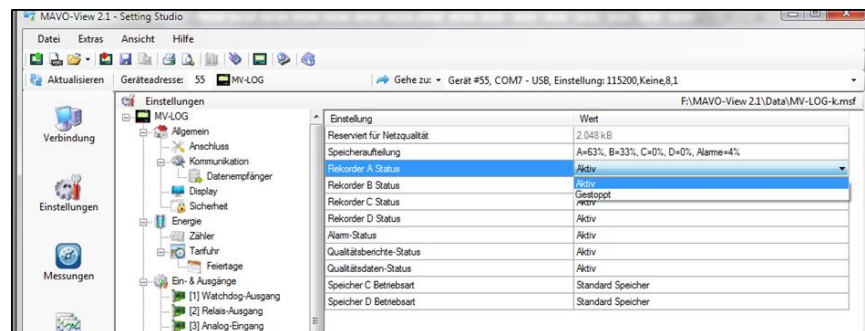 MAVO-View 2.1 - Setting Studio
Datei Extras Ansicht Hilfe
Aktualisieren Geräteadresse: 55 MV-LOG Gehe zu: Gerät #55, COM7 - USB, Einstellung: 115200,Keine,8,1
Verbindung
Einstellungen
Messungen
Einstellungen F:\MAVO-View 2.1\Data\MV-LOG-k.msf
MV-LOG
Allgemein
Anschluss
Kommunikation
Datenempfänger
Display
Sicherheit
Energie
Zähler
Tarifuhr
Feiertage
Ein- & Ausgänge
[1] Watchdog-Ausgang
[2] Relais-Ausgang
[3] Analog-Eingang
Einstellung Wert
Reserviert für Netzqualität 2.048 kB
Speicheraufteilung A=63%, B=33%, C=0%, D=0%, Alarme=4%
Rekorder A Status Aktiv
Aktiv
Gestoppt
Rekorder B Status
Rekorder C Status Aktiv
Rekorder D Status Aktiv
Alarm-Status Aktiv
Qualitätsberichte-Status Aktiv
Qualitätsdaten-Status Aktiv
Speicher C Betriebsart Standard Speicher
Speicher D Betriebsart Standard Speicher